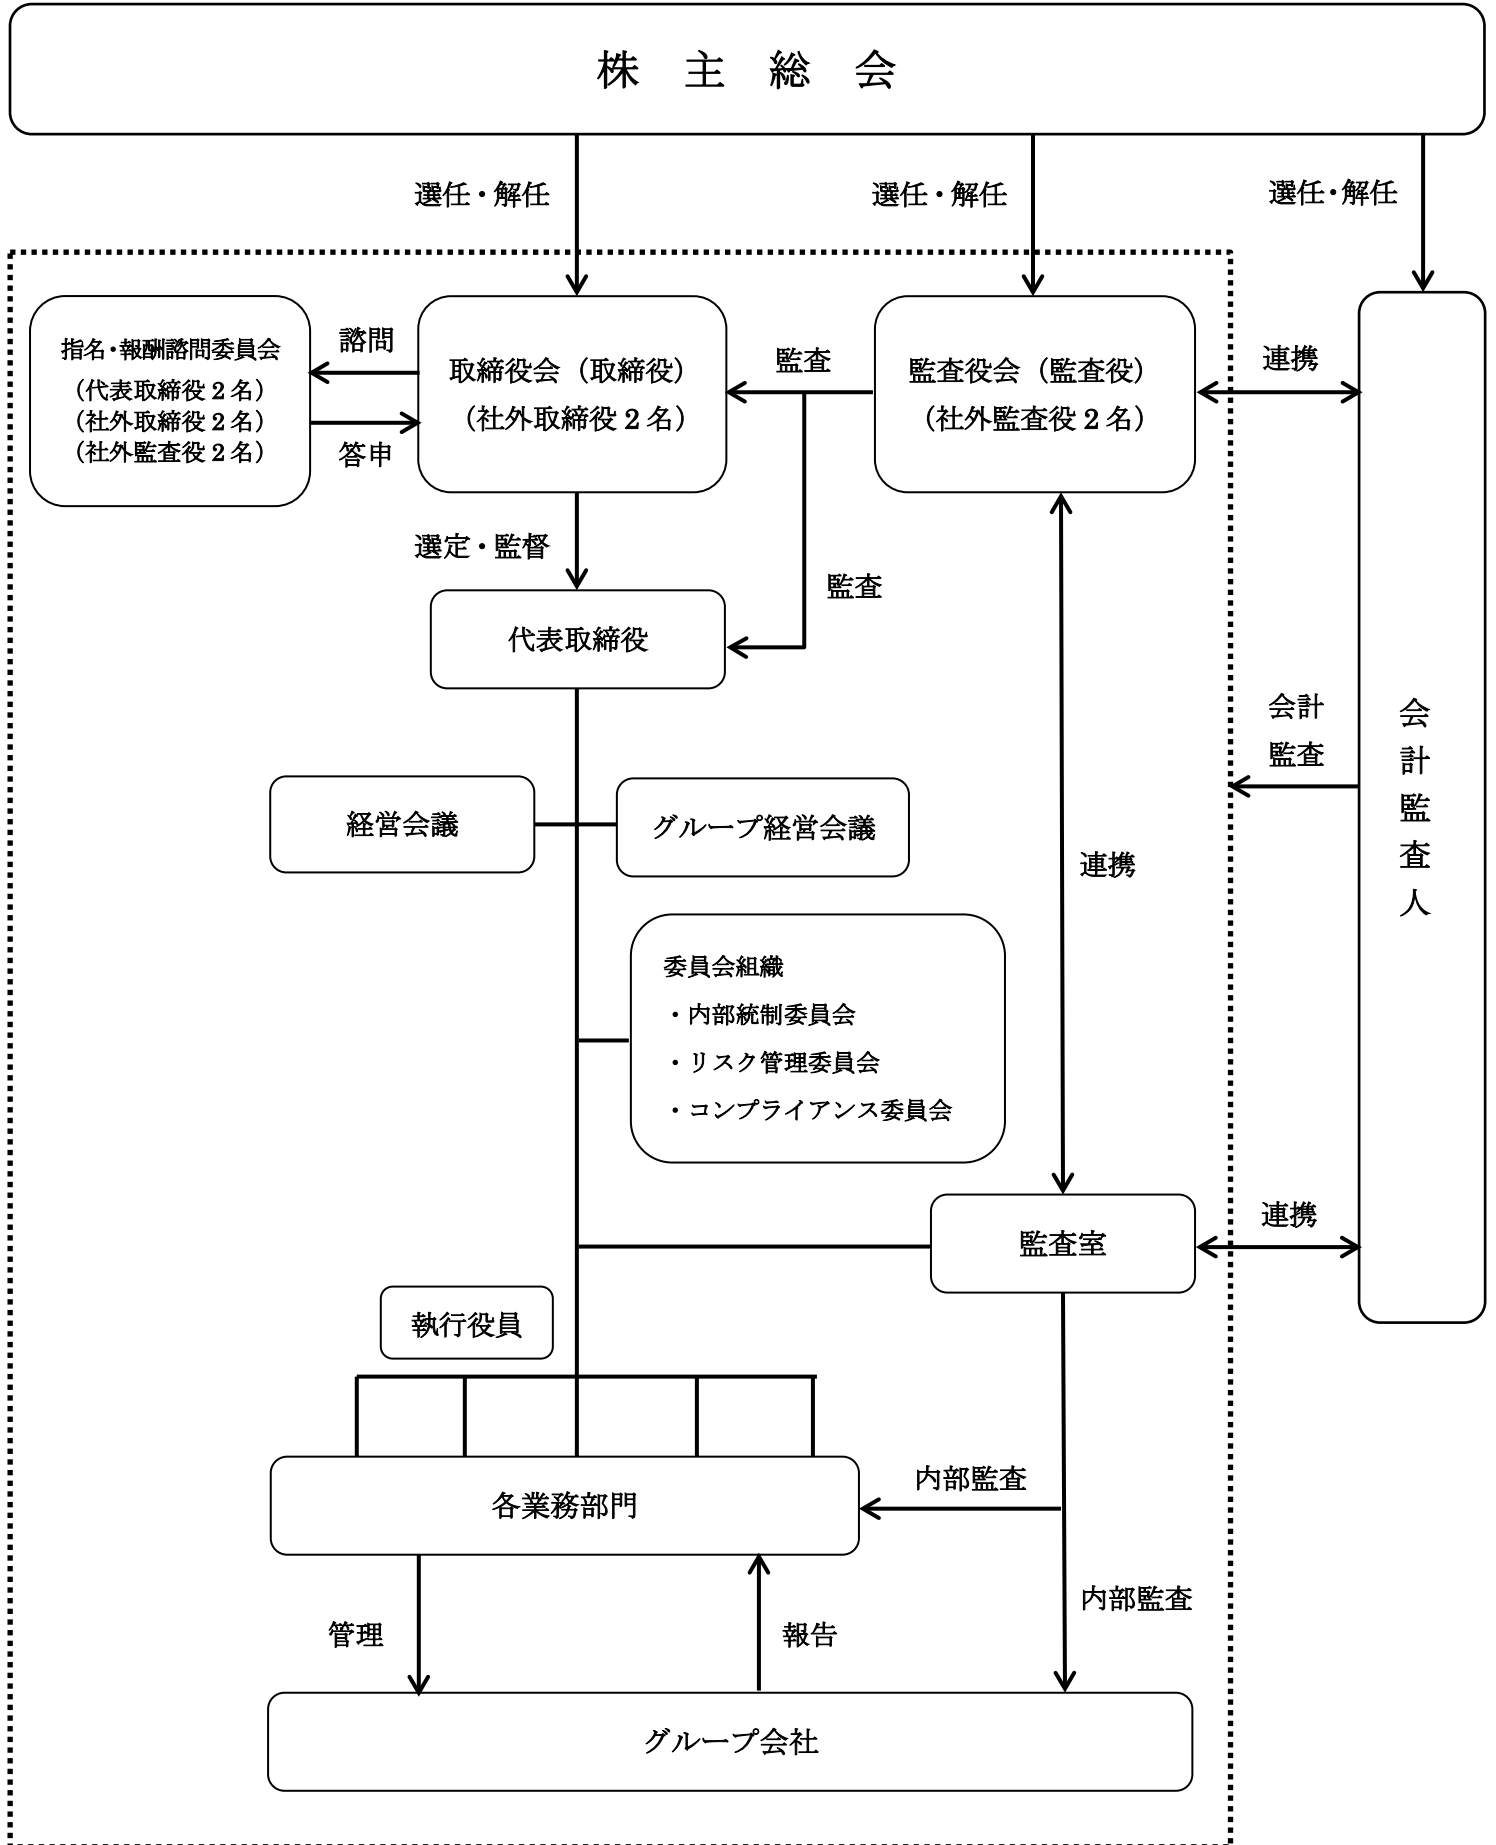 株　主　総　会
選任・解任
選任・解任
選任・解任
指名・報酬諮問委員会
（代表取締役２名）
（社外取締役２名）
（社外監査役２名）
諮問
答申
取締役会（取締役）
（社外取締役２名）
監査
監査役会（監査役）
（社外監査役２名）
連携
選定・監督
監査
代表取締役
会計
監査
会計監査人
経営会議
グループ経営会議
連携
委員会組織
・内部統制委員会
・リスク管理委員会
・コンプライアンス委員会
監査室
連携
執行役員
各業務部門
内部監査
内部監査
管理
報告
グループ会社